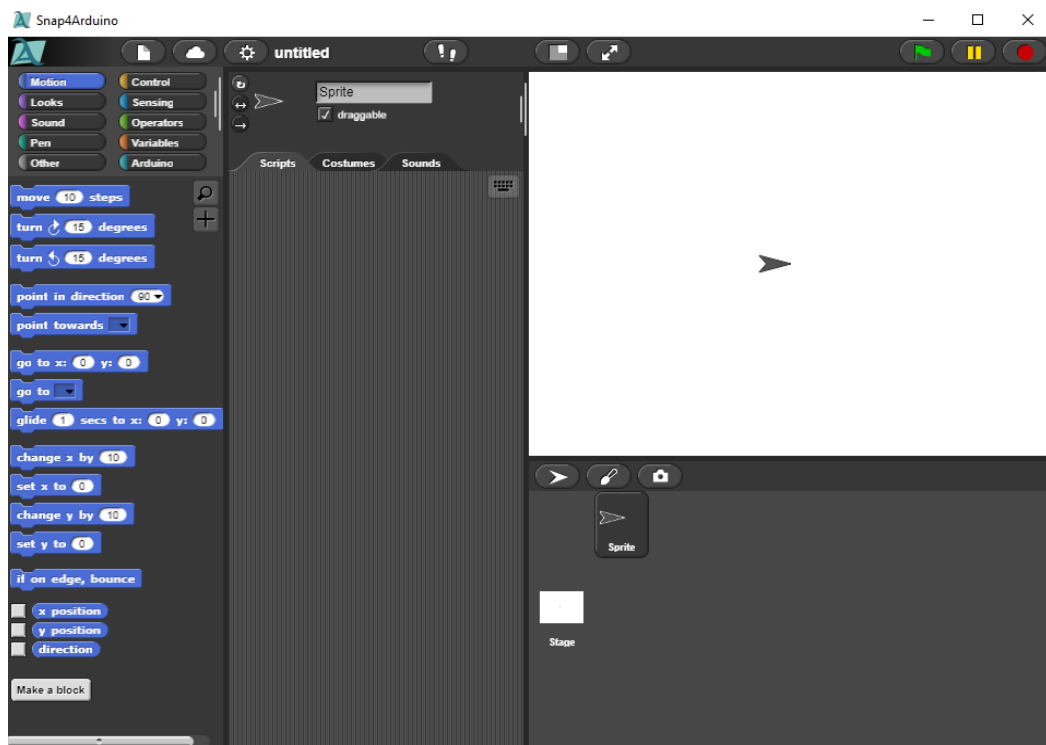 Snap4Arduino
untitled
Motion Control
Looks Sensing
Sound Operators
Pen Variables
Other Arduino
Sprite
draggable
Scripts Costumes Sounds
move 10 steps
turn 15 degrees
turn 15 degrees
point in direction 90
point towards
go to x: 0 y: 0
go to
glide 1 secs to x: 0 y: 0
change x by 10
set x to 0
change y by 10
set y to 0
if on edge, bounce
x position
y position
direction
Make a block
Sprite
Stage